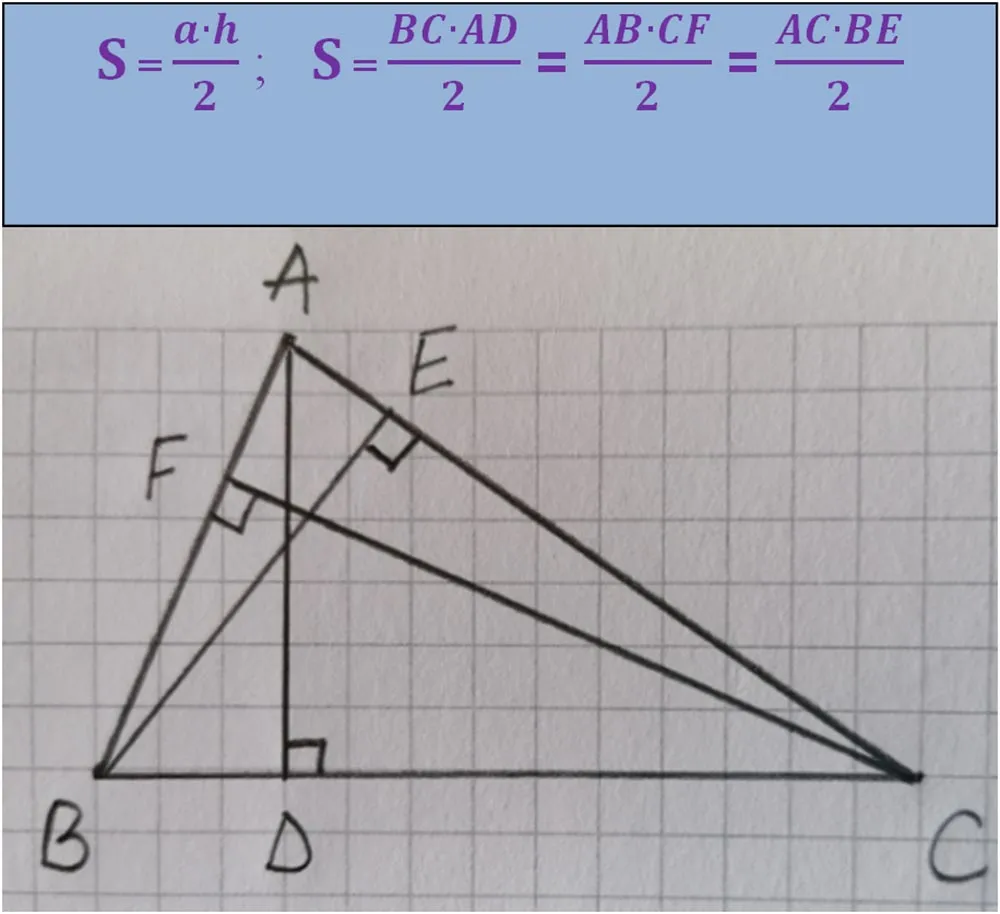 S = a·h/2 ; S = BC·AD/2 = AB·CF/2 = AC·BE/2
A
E
F
B D C